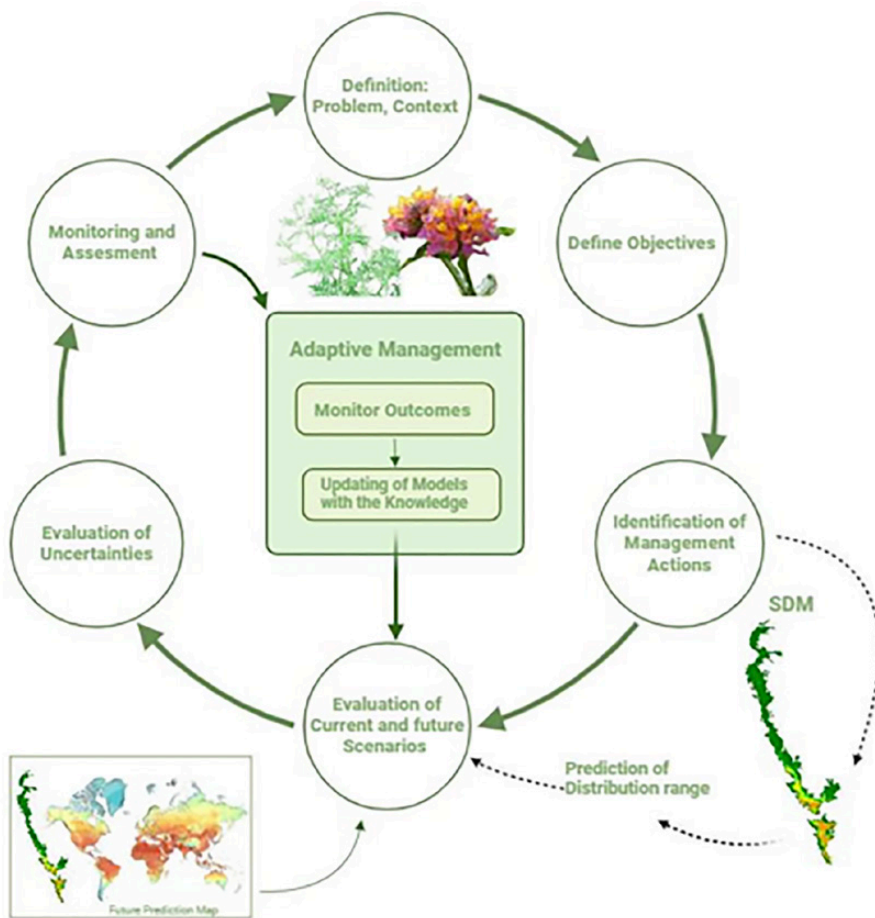 Definition:
Problem, Context
Define Objectives
Identification of
Management
Actions
SDM
Prediction of
Distribution range
Evaluation of
Current and future
Scenarios
Future Prediction Map
Evaluation of
Uncertainties
Monitoring and
Assesment
Adaptive Management
Monitor Outcomes
Updating of Models
with the Knowledge